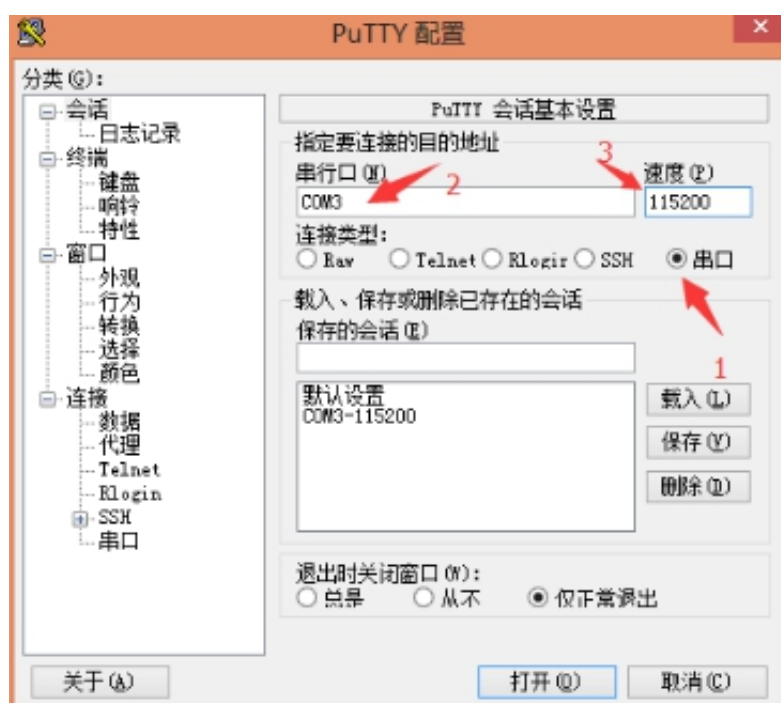 PuTTY 配置
分类(G):
会话
日志记录
终端
键盘
响铃
特性
窗口
外观
行为
转换
选择
颜色
连接
数据
代理
Telnet
Rlogin
SSH
串口
PuTTY 会话基本设置
指定要连接的目的地址
3
串行口(N) 速度(P)
2
COM3 115200
连接类型:
Raw Telnet Rlogir SSH 串口
1
载入、保存或删除已存在的会话
保存的会话(E)
默认设置
COM3-115200
载入(L)
保存(V)
删除(D)
退出时关闭窗口(W):
总是 从不 仅正常退出
关于(A) 打开(O) 取消(C)